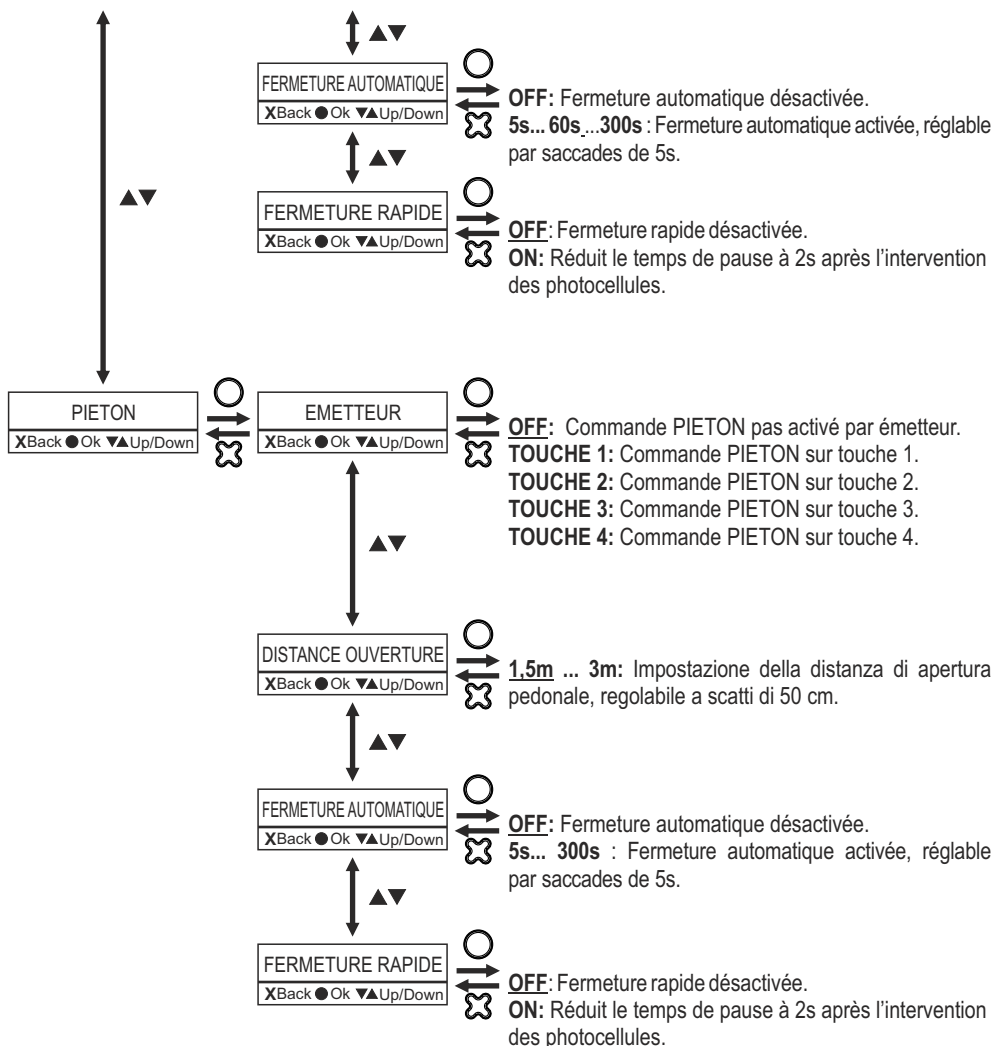 ▲▼
FERMETURE AUTOMATIQUE
XBack ● Ok ▼▲Up/Down
OFF: Fermeture automatique désactivée.
5s... 60s ...300s : Fermeture automatique activée, réglable
par saccades de 5s.
▲▼
▲▼
FERMETURE RAPIDE
XBack ● Ok ▼▲Up/Down
OFF: Fermeture rapide désactivée.
ON: Réduit le temps de pause à 2s après l’intervention
des photocellules.
PIETON
XBack ● Ok ▼▲Up/Down
EMETTEUR
XBack ● Ok ▼▲Up/Down
OFF: Commande PIETON pas activé par émetteur.
TOUCHE 1: Commande PIETON sur touche 1.
TOUCHE 2: Commande PIETON sur touche 2.
TOUCHE 3: Commande PIETON sur touche 3.
TOUCHE 4: Commande PIETON sur touche 4.
▲▼
DISTANCE OUVERTURE
XBack ● Ok ▼▲Up/Down
1,5m ... 3m: Impostazione della distanza di apertura
pedonale, regolabile a scatti di 50 cm.
▲▼
FERMETURE AUTOMATIQUE
XBack ● Ok ▼▲Up/Down
OFF: Fermeture automatique désactivée.
5s... 300s : Fermeture automatique activée, réglable
par saccades de 5s.
▲▼
FERMETURE RAPIDE
XBack ● Ok ▼▲Up/Down
OFF: Fermeture rapide désactivée.
ON: Réduit le temps de pause à 2s après l’intervention
des photocellules.